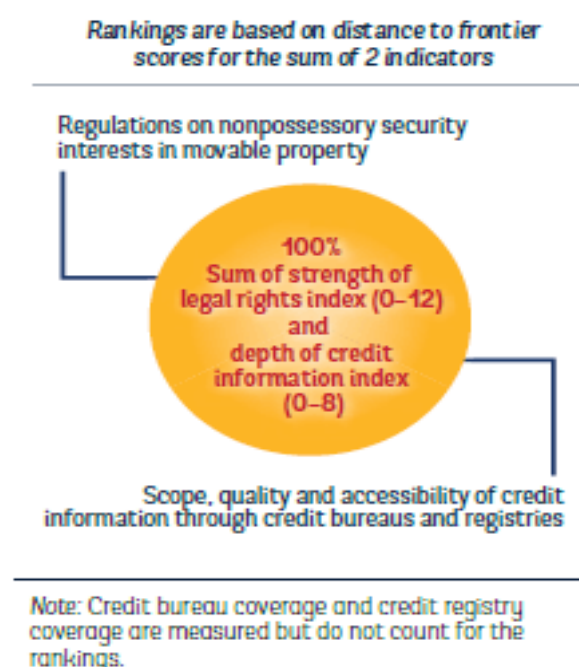 Rankings are based on distance to frontier
scores for the sum of 2 indicators
Regulations on nonpossessory security
interests in movable property
100%
Sum of strength of
legal rights index (0–12)
and
depth of credit
information index
(0–8)
Scope, quality and accessibility of credit
information through credit bureaus and registries
Note: Credit bureau coverage and credit registry
coverage are measured but do not count for the
rankings.